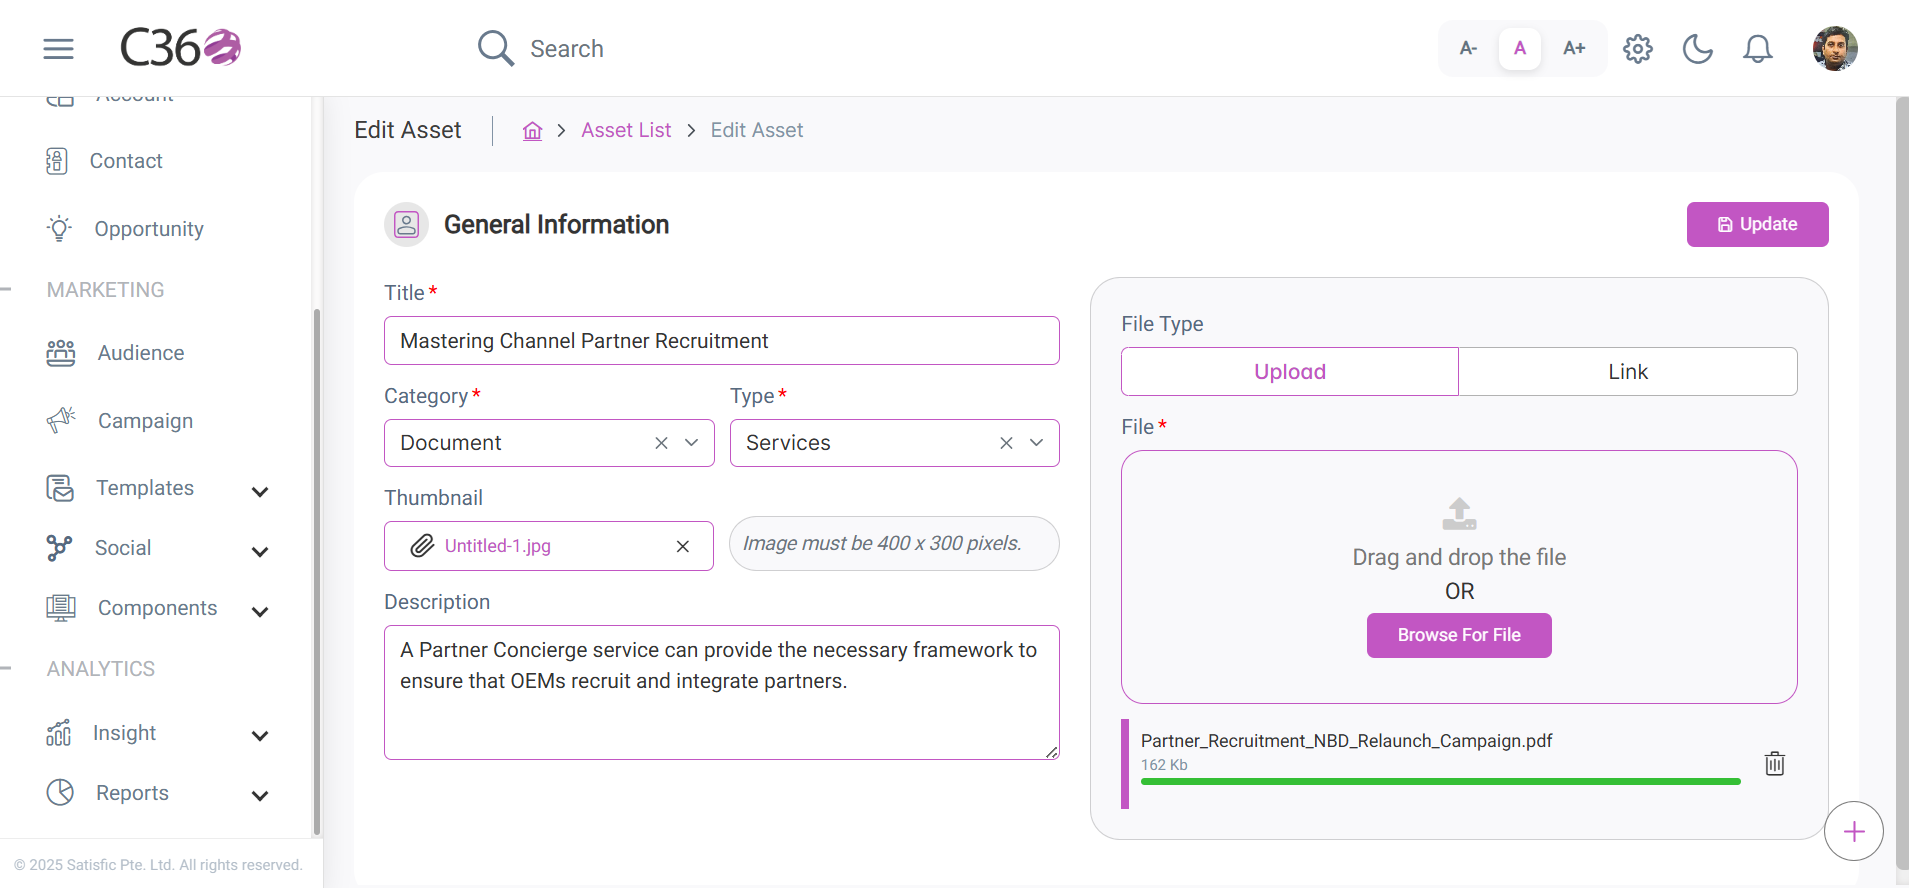 C360
Search
A-
A
A+
Account
Contact
Opportunity
MARKETING
Audience
Campaign
Templates
Social
Components
ANALYTICS
Insight
Reports
© 2025 Satisfic Pte. Ltd. All rights reserved.
Edit Asset
Asset List
Edit Asset
General Information
Update
Title*
Mastering Channel Partner Recruitment
Category*
Type*
Document
Services
Thumbnail
Untitled-1.jpg
Image must be 400 x 300 pixels.
Description
A Partner Concierge service can provide the necessary framework to
ensure that OEMs recruit and integrate partners.
File Type
Upload
Link
File*
Drag and drop the file
OR
Browse For File
Partner_Recruitment_NBD_Relaunch_Campaign.pdf
162 Kb